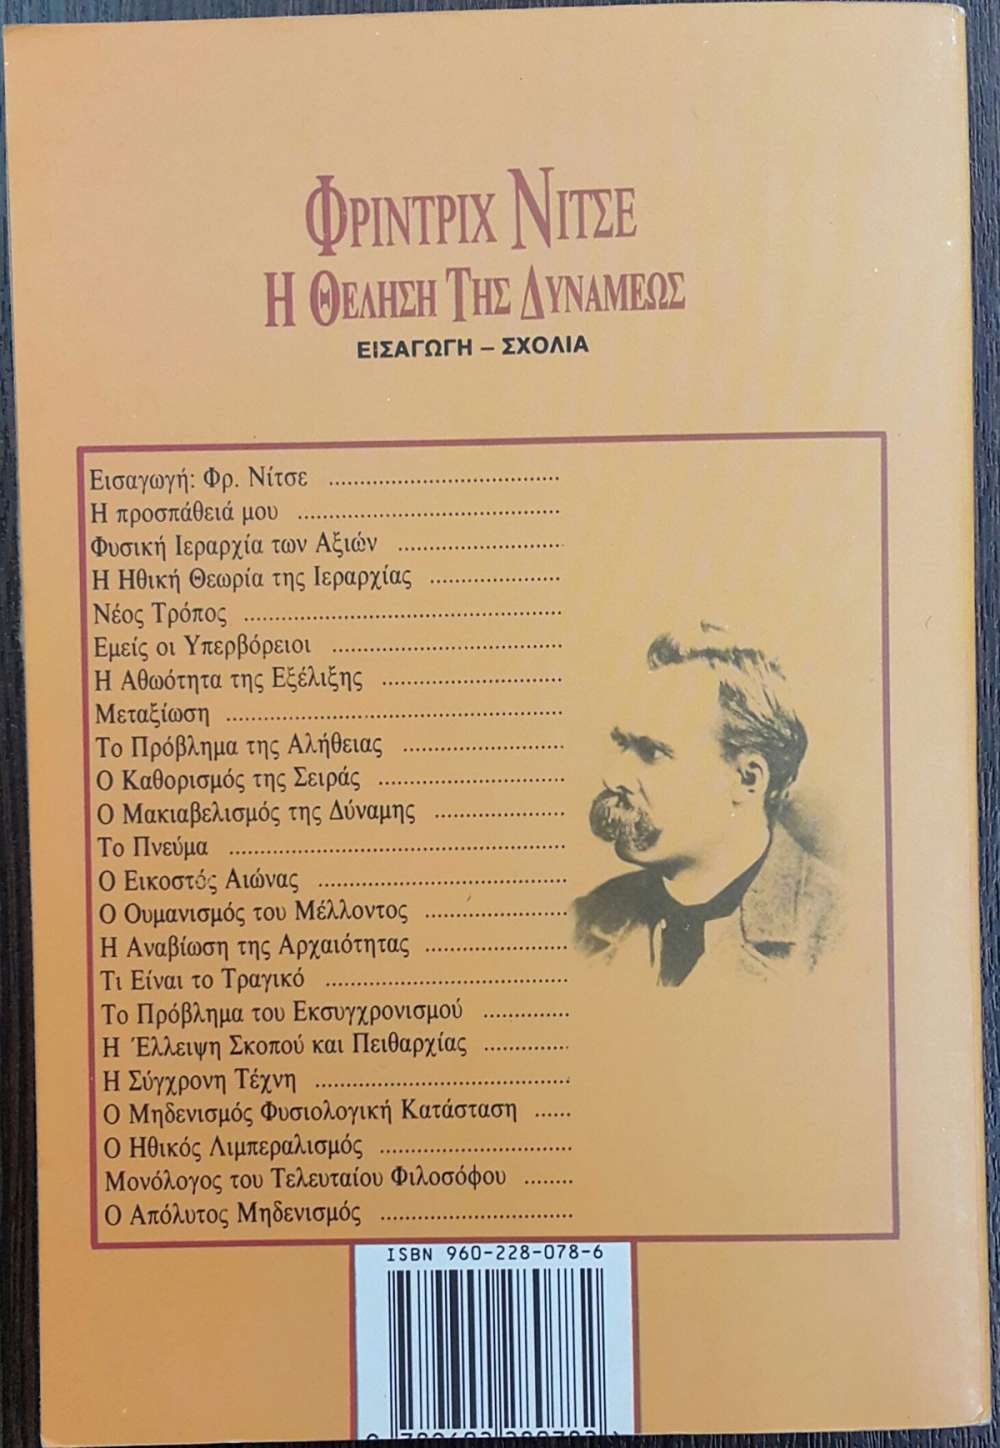 ΦΡΙΝΤΡΙΧ ΝΙΤΣΕ
Η ΘΕΛΗΣΗ ΤΗΣ ΔΥΝΑΜΕΩΣ
ΕΙΣΑΓΩΓΗ – ΣΧΟΛΙΑ
Εισαγωγή: Φρ. Νίτσε ....................................
Η προσπάθειά μου ........................................
Φυσική Ιεραρχία των Αξιών .........................
Η Ηθική Θεωρία της Ιεραρχίας ....................
Νέος Τρόπος ................................................
Εμείς οι Υπερβόρειοι ...................................
Η Αθωότητα της Εξέλιξης ...........................
Μεταξίωση ...................................................
Το Πρόβλημα της Αλήθειας ........................
Ο Καθορισμός της Σειράς ............................
Ο Μακιαβελισμός της Δύναμης ....................
Το Πνεύμα ...................................................
Ο Εικοστός Αιώνας ......................................
Ο Ουμανισμός του Μέλλοντος ......................
Η Αναβίωση της Αρχαιότητας ......................
Τι Είναι το Τραγικό .....................................
Το Πρόβλημα του Εκσυγχρονισμού .............
Η Έλλειψη Σκοπού και Πειθαρχίας .............
Η Σύγχρονη Τέχνη .......................................
Ο Μηδενισμός Φυσιολογική Κατάσταση ......
Ο Ηθικός Λιμπεραλισμός .............................
Μονόλογος του Τελευταίου Φιλοσόφου ........
Ο Απόλυτος Μηδενισμός .............................
ISBN 960-228-078-6